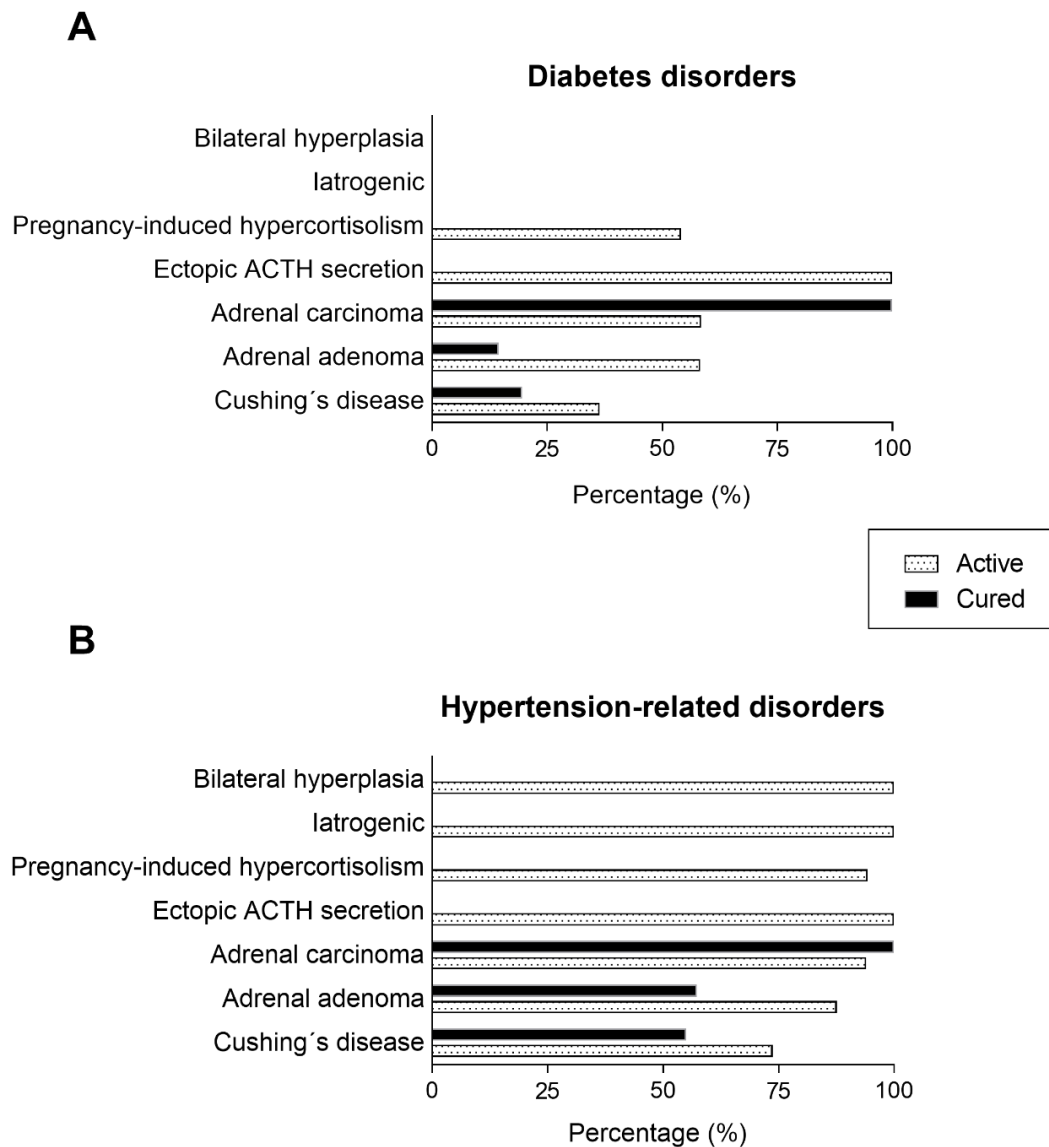 A
Diabetes disorders
Bilateral hyperplasia
Iatrogenic
Pregnancy-induced hypercortisolism
Ectopic ACTH secretion
Adrenal carcinoma
Adrenal adenoma
Cushing´s disease
0 25 50 75 100
Percentage (%)
Active
Cured
B
Hypertension-related disorders
Bilateral hyperplasia
Iatrogenic
Pregnancy-induced hypercortisolism
Ectopic ACTH secretion
Adrenal carcinoma
Adrenal adenoma
Cushing´s disease
0 25 50 75 100
Percentage (%)